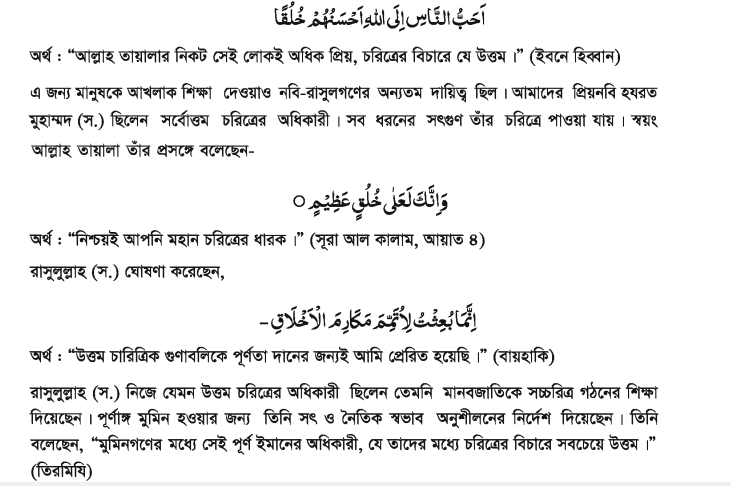 اَحَبُّ النَّاسِ اِلَى اللهِ اَحْسَنُهُمْ خُلُقًا
অর্থ : “আল্লাহ তায়ালার নিকট সেই লোকই অধিক প্রিয়, চরিত্রের বিচারে যে উত্তম।” (ইবনে হিব্বান)
এ জন্য মানুষকে আখলাক শিক্ষা দেওয়াও নবি-রাসুলগণের অন্যতম দায়িত্ব ছিল। আমাদের প্রিয়নবি হযরত
মুহাম্মদ (স.) ছিলেন সর্বোত্তম চরিত্রের অধিকারী। সব ধরনের সৎগুণ তাঁর চরিত্রে পাওয়া যায়। স্বয়ং
আল্লাহ তায়ালা তাঁর প্রসঙ্গে বলেছেন-
وَاِنَّكَ لَعَلٰى خُلُقٍ عَظِيْمٍ ○
অর্থ : “নিশ্চয়ই আপনি মহান চরিত্রের ধারক।” (সূরা আল কালাম, আয়াত ৪)
রাসুলুল্লাহ (স.) ঘোষণা করেছেন,
اِنَّمَا بُعِثْتُ لِاُتَمِّمَ مَكَارِمَ الْاَخْلَاقِ -
অর্থ : “উত্তম চারিত্রিক গুণাবলিকে পূর্ণতা দানের জন্যই আমি প্রেরিত হয়েছি।” (বায়হাকি)
রাসুলুল্লাহ (স.) নিজে যেমন উত্তম চরিত্রের অধিকারী ছিলেন তেমনি মানবজাতিকে সচ্চরিত্র গঠনের শিক্ষা
দিয়েছেন। পূর্ণাঙ্গ মুমিন হওয়ার জন্য তিনি সৎ ও নৈতিক স্বভাব অনুশীলনের নির্দেশ দিয়েছেন। তিনি
বলেছেন, “মুমিনগণের মধ্যে সেই পূর্ণ ইমানের অধিকারী, যে তাদের মধ্যে চরিত্রের বিচারে সবচেয়ে উত্তম।”
(তিরমিযি)